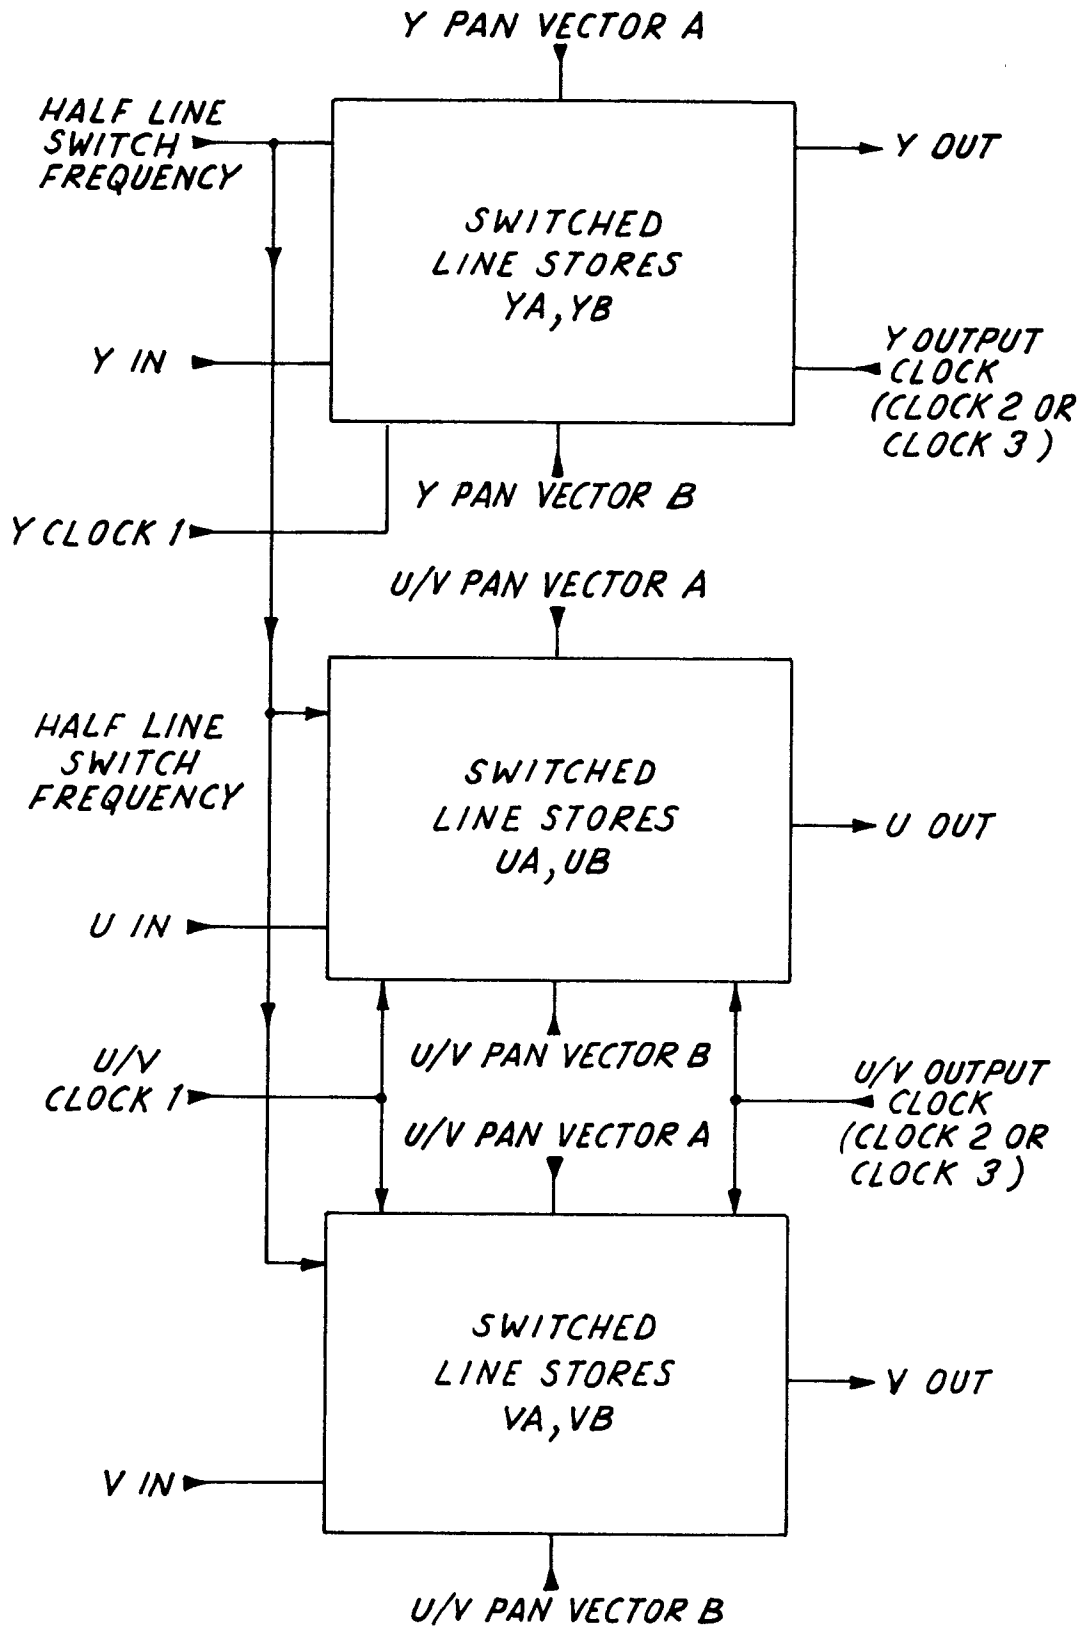 Y PAN VECTOR A
HALF LINE
SWITCH
FREQUENCY
Y OUT
SWITCHED
LINE STORES
YA, YB
Y IN
Y OUTPUT
CLOCK
(CLOCK 2 OR
CLOCK 3)
Y PAN VECTOR B
Y CLOCK 1
U/V PAN VECTOR A
HALF LINE
SWITCH
FREQUENCY
SWITCHED
LINE STORES
UA, UB
U OUT
U IN
U/V PAN VECTOR B
U/V
CLOCK 1
U/V OUTPUT
CLOCK
(CLOCK 2 OR
CLOCK 3)
U/V PAN VECTOR A
SWITCHED
LINE STORES
VA, VB
V OUT
V IN
U/V PAN VECTOR B